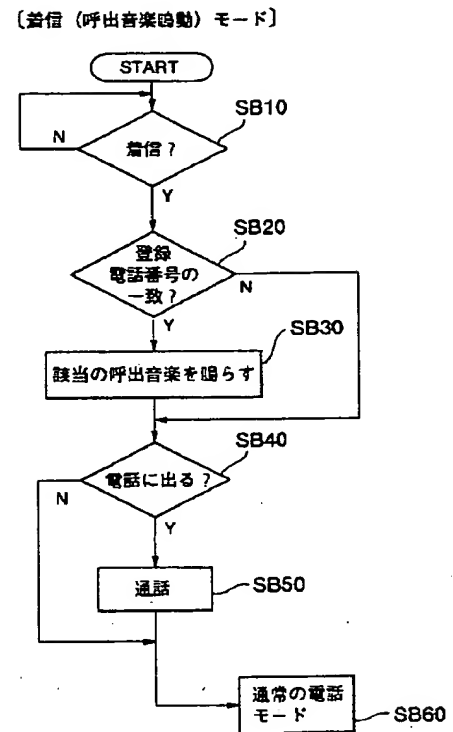 〔着信 (呼出音楽鳴動) モード〕
START
SB10
着信？
N
Y
SB20
登録
電話番号の
一致？
N
Y
SB30
該当の呼出音楽を鳴らす
SB40
電話に出る？
N
Y
通話
SB50
通常の電話
モード
SB60